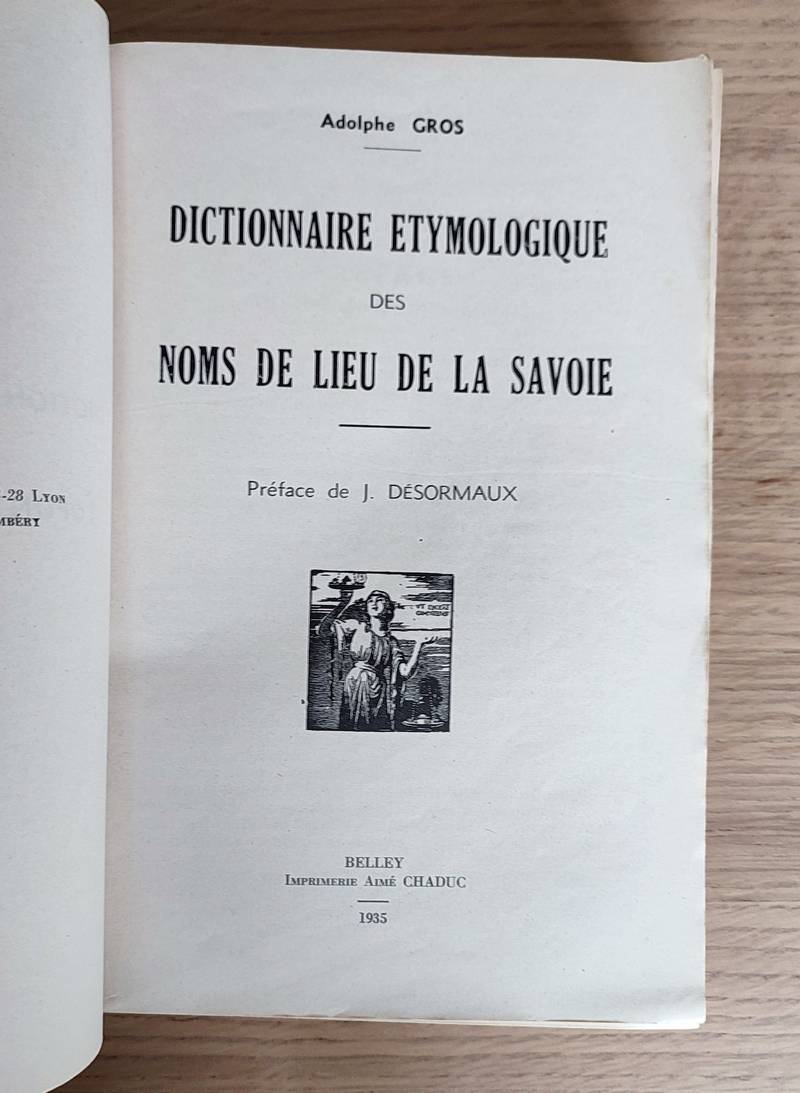 Adolphe GROS
DICTIONNAIRE ETYMOLOGIQUE
DES
NOMS DE LIEU DE LA SAVOIE
Préface de J. DÉSORMAUX
BELLEY
IMPRIMERIE AIMÉ CHADUC
1935
-28 LYON
MBÉRY